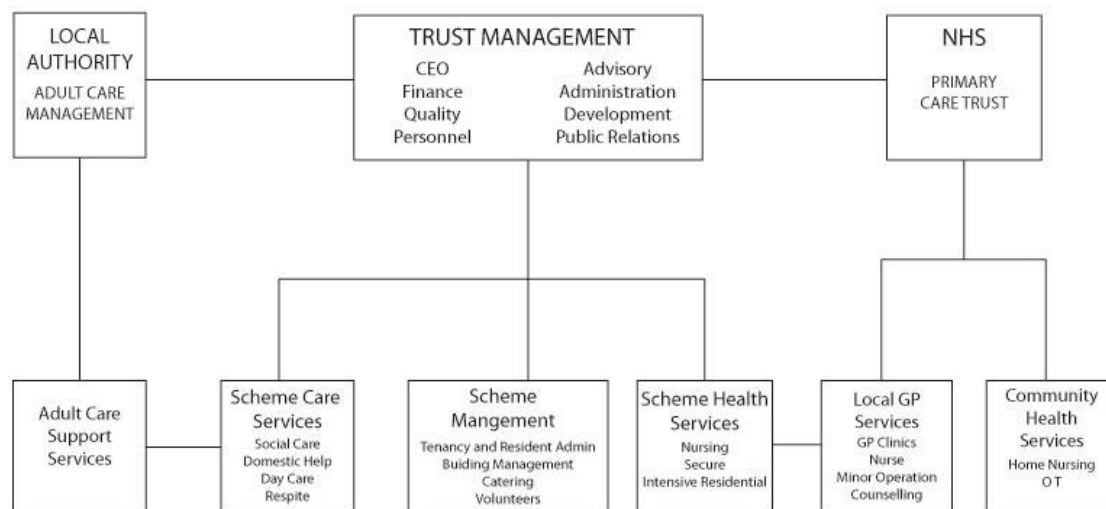 LOCAL
AUTHORITY
ADULT CARE
MANAGEMENT
TRUST MANAGEMENT
CEO
Finance
Quality
Personnel
Advisory
Administration
Development
Public Relations
NHS
PRIMARY
CARE TRUST
Adult Care
Support
Services
Scheme Care
Services
Social Care
Domestic Help
Day Care
Respite
Scheme
Mangement
Tenancy and Resident Admin
Buiding Management
Catering
Volunteers
Scheme Health
Services
Nursing
Secure
Intensive Residential
Local GP
Services
GP Clinics
Nurse
Minor Operation
Counselling
Community
Health
Services
Home Nursing
O T